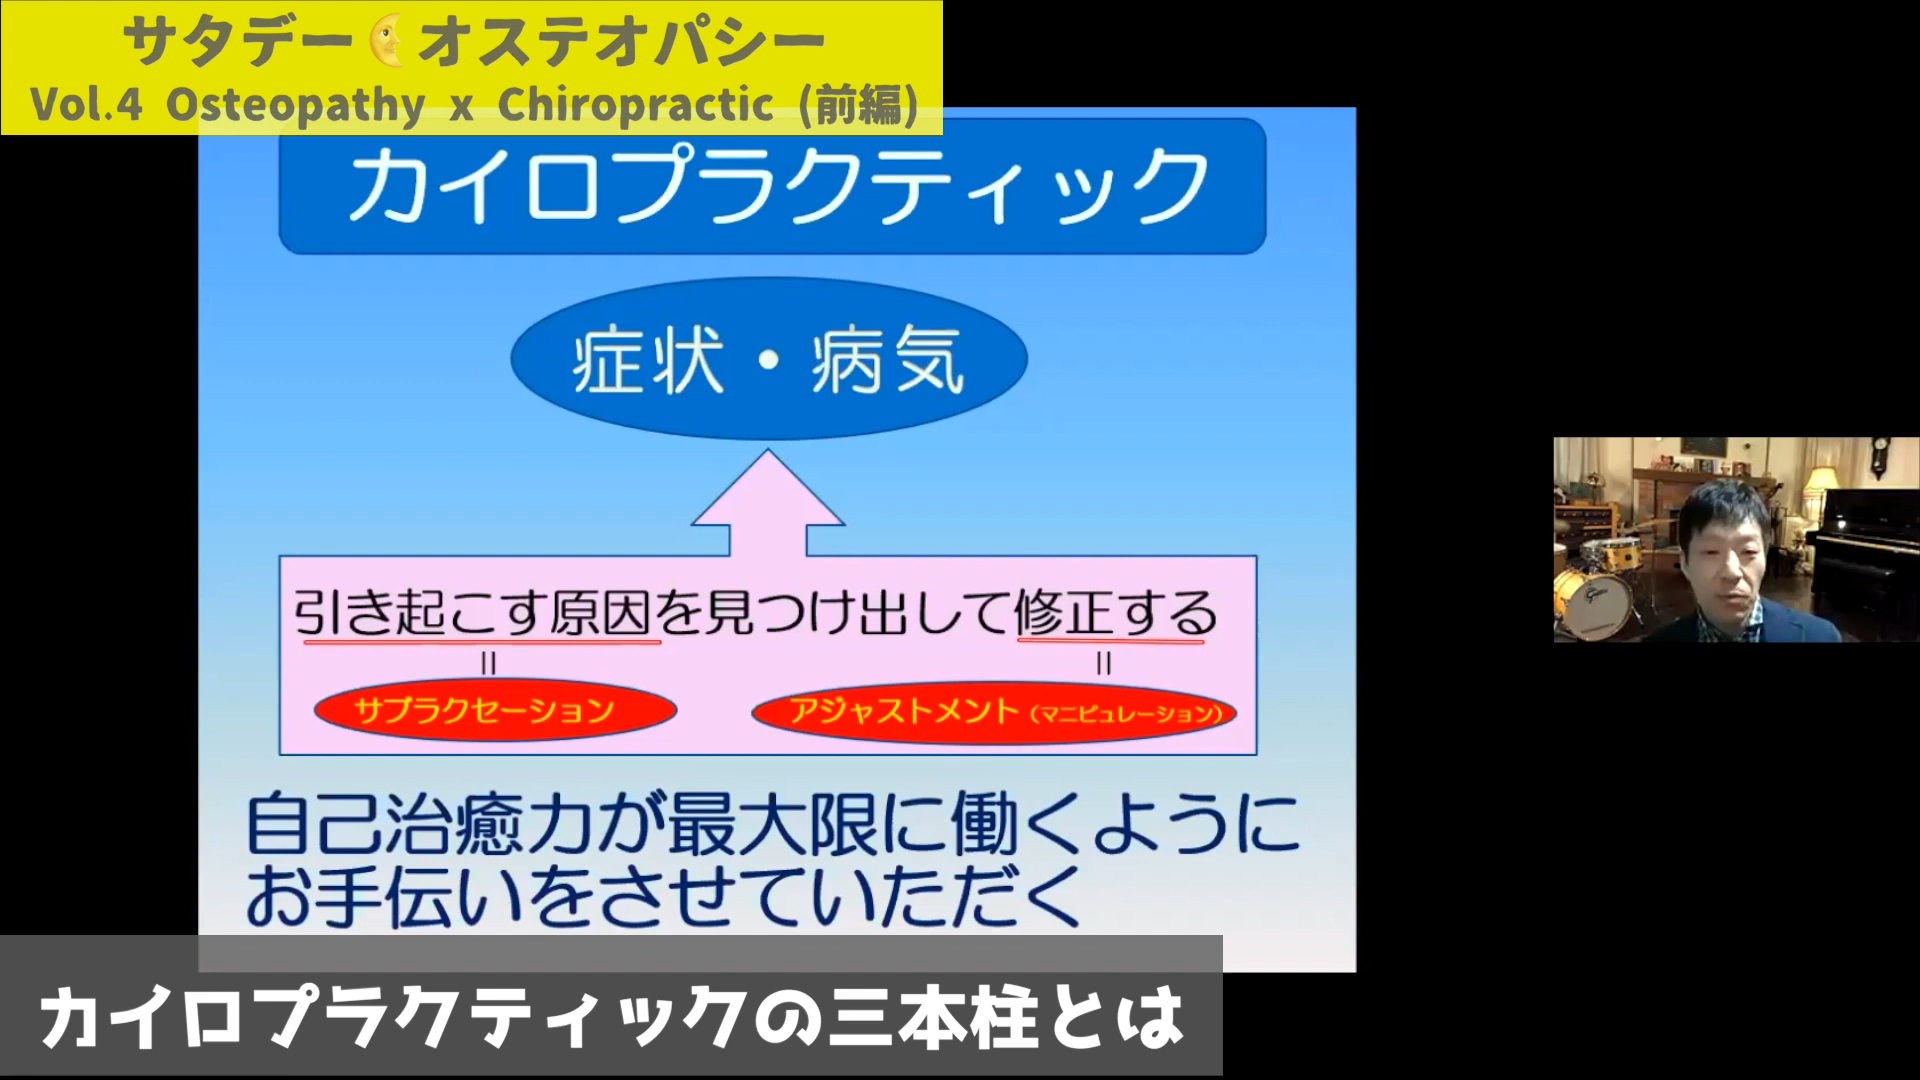 サタデー🌜オステオパシー
Vol.4 Osteopathy x Chiropractic (前編)
カイロプラクティック
症状・病気
引き起こす原因を見つけ出して修正する
サブラクセーション
アジャストメント（マニピュレーション）
自己治癒力が最大限に働くように
お手伝いをさせていただく
カイロプラクティックの三本柱とは